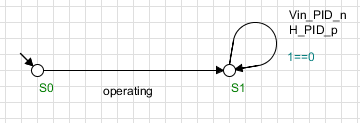 Vin_PID_n
H_PID_p
1==0
S0
S1
operating